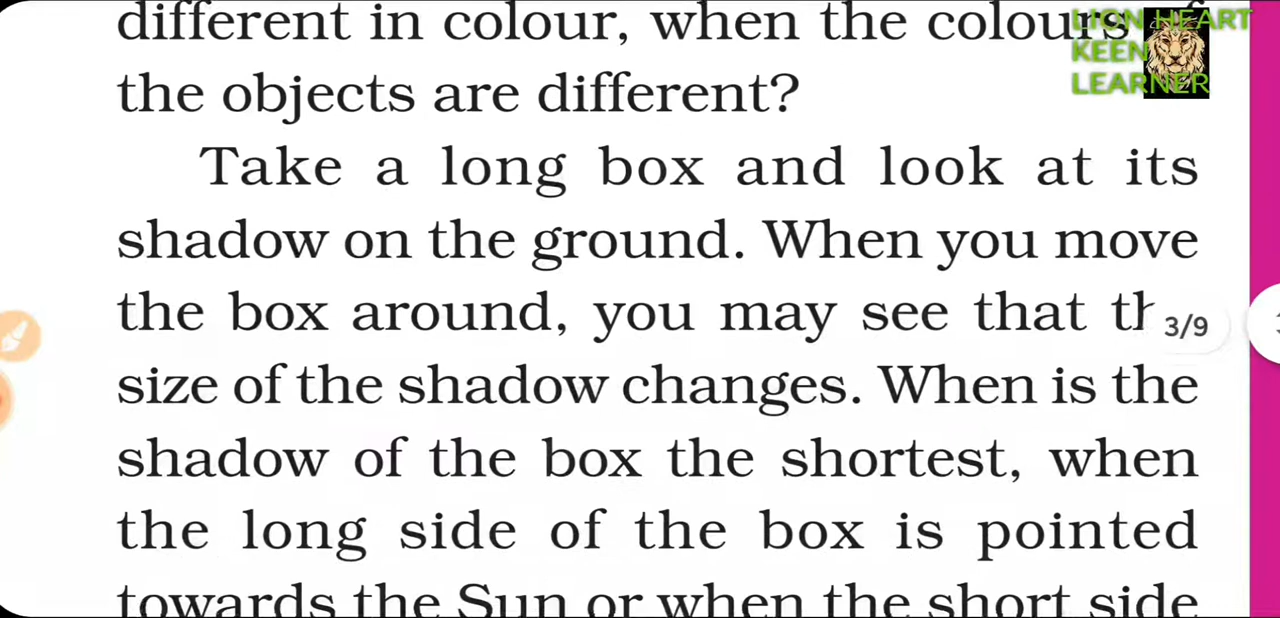 different in colour, when the colours of
LION HEART
KEEN
LEARNER
the objects are different?
Take a long box and look at its
shadow on the ground. When you move
the box around, you may see that th
3/9
size of the shadow changes. When is the
shadow of the box the shortest, when
the long side of the box is pointed
towards the Sun or when the short side